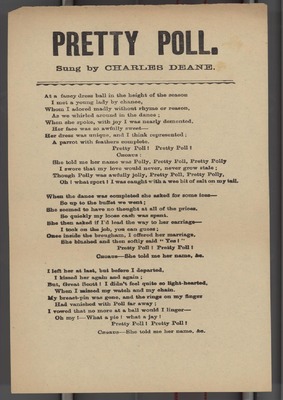 PRETTY POLL.
Sung by CHARLES DEANE.
At a fancy dress ball in the height of the season
I met a young lady by chance,
Whom I adored madly without rhyme or reason,
As we whirled around in the dance;
When she spoke, with joy I was nearly demented,
Her face was so awfully sweet—
Her dress was unique, and I think represented;
A parrot with feathers complete.
Pretty Poll! Pretty Poll!
CHORUS:
She told me her name was Polly, Pretty Poll, Pretty Polly
I swore that my love would never, never grow stale;
Though Polly was awfully jolly, Pretty Poll, Pretty Polly,
Oh! what sport! I was caught with a wee bit of salt on my tail.
When the dance was completed she asked for some ices—
So up to the buffet we went;
She seemed to have no thought at all of the prices,
So quickly my loose cash was spent.
She then asked if I'd lead the way to her carriage—
I took on the job, you can guess;
Once inside the brougham, I offered her marriage,
She blushed and then softly said "Yes!"
Pretty Poll! Pretty Poll!
CHORUS—She told me her name, &c.
I left her at last, but before I departed,
I kissed her again and again;
But, Great Scott! I didn't feel quite so light-hearted,
When I missed my watch and my chain.
My breast-pin was gone, and the rings on my finger
Had vanished with Poll far away;
I vowed that no more at a ball would I linger—
Oh my!—What a pie! what a jay!
Pretty Poll! Pretty Poll!
CHORUS—She told me her name, &c.